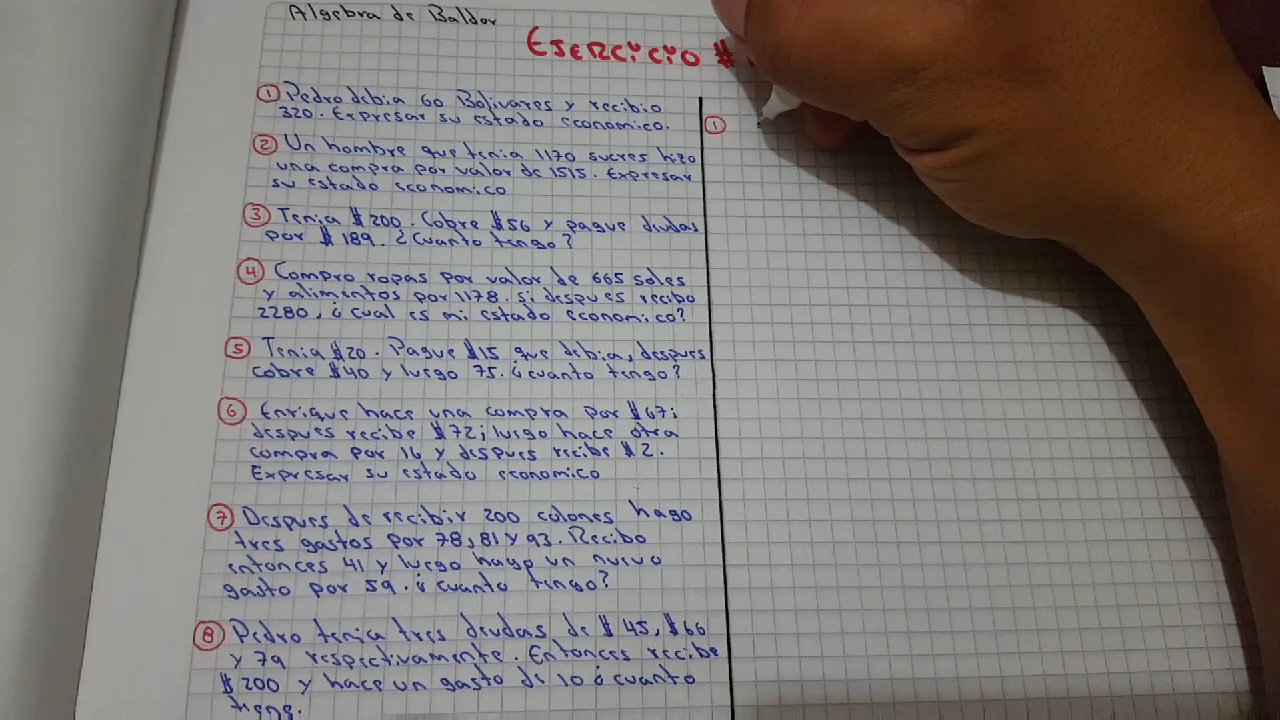 Algebra de Baldor
EJERCiCiO #
① Pedro debia 60 Bolivares y recibio
320. Expresar su estado economico.
② Un hombre que tenia 1170 sucres hizo
una compra por valor de 1515. Expresar
su estado economico
③ Tenia $200. Cobre $56 y pague deudas
por $189. ¿Cuanto tengo?
④ Compro ropas por valor de 665 soles
y alimentos por 1178. si despues recibo
2280, ¿cual es mi estado economico?
⑤ Tenia $20. Pague $15 que debia, despues
cobre $40 y luego 75. ¿cuanto tengo?
⑥ Enrique hace una compra por $67;
despues recibe $72; luego hace otra
compra por 16 y despues recibe $2.
Expresar su estado economico
⑦ Despues de recibir 200 colones hago
tres gastos por 78, 81 y 93. Recibo
entonces 41 y luego hago un nuevo
gasto por 59. ¿cuanto tengo?
⑧ Pedro tenia tres deudas de $45, $66
y 79 respectivamente. Entonces recibe
$200 y hace un gasto de 10 ¿cuanto
tiene.
①